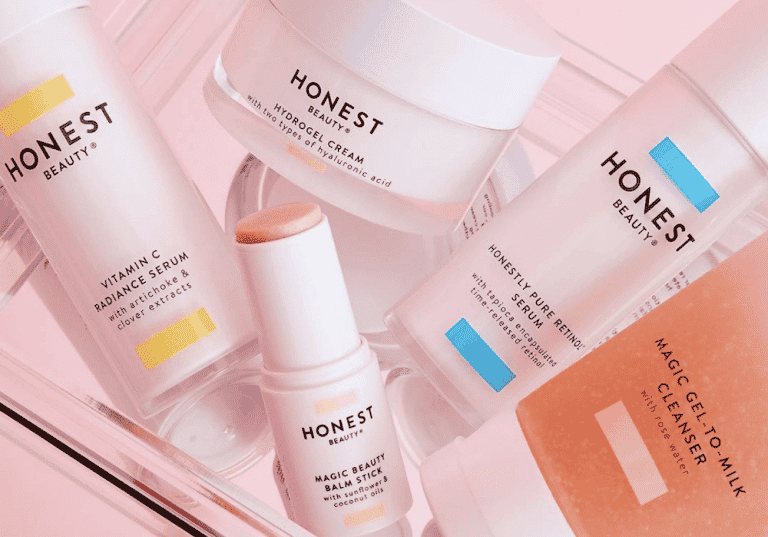 HONEST
BEAUTY®
VITAMIN C
RADIANCE SERUM
with artichoke &
clover extracts
HONEST
BEAUTY®
HYDROGEL CREAM
with two types of hyaluronic acid
HONEST
BEAUTY®
MAGIC BEAUTY
BALM STICK
with sunflower &
coconut oils
HONEST
BEAUTY®
HONESTLY PURE RETINOL
SERUM
with tapioca encapsulated
time-released retinol
MAGIC GEL-TO-MILK
CLEANSER
with rose water